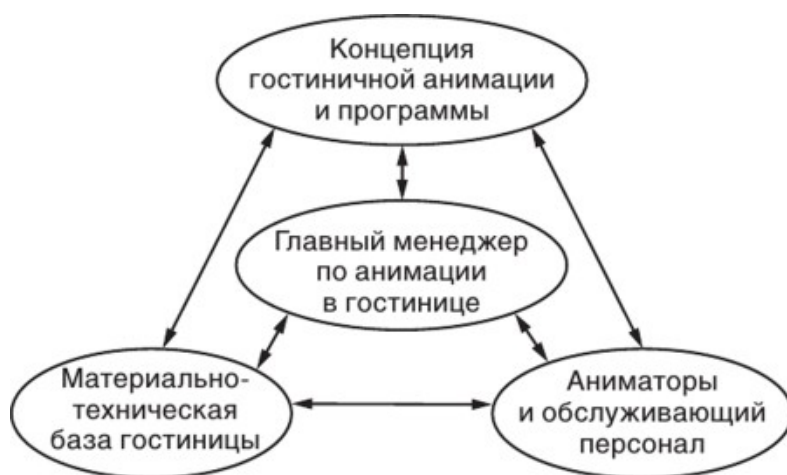 Концепция
гостиничной анимации
и программы
Главный менеджер
по анимации
в гостинице
Материально-
техническая
база гостиницы
Аниматоры
и обслуживающий
персонал